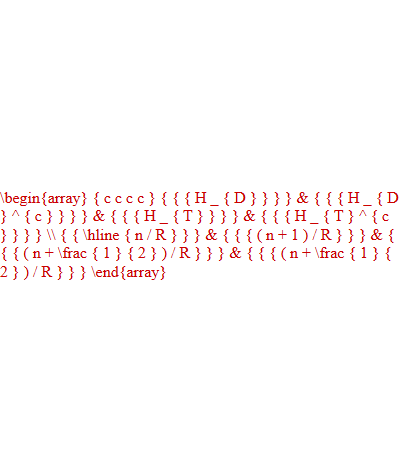 \begin{array} { c c c c } { { { H _ { D } } } } & { { { H _ { D
} ^ { c } } } } & { { { H _ { T } } } } & { { { H _ { T } ^ { c
} } } } \\ { { \hline { n / R } } } & { { { ( n + 1 ) / R } } } & {
{ { ( n + \frac { 1 } { 2 } ) / R } } } & { { { ( n + \frac { 1 } {
2 } ) / R } } } \end{array}